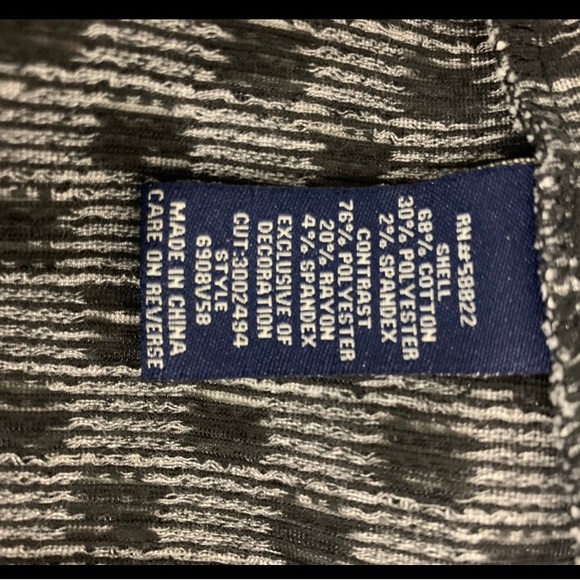 RN#58822
SHELL
68% COTTON
30% POLYESTER
2% SPANDEX
CONTRAST
76% POLYESTER
20% RAYON
4% SPANDEX
EXCLUSIVE OF
DECORATION
CUT:3002494
STYLE
6908V58
MADE IN CHINA
CARE ON REVERSE